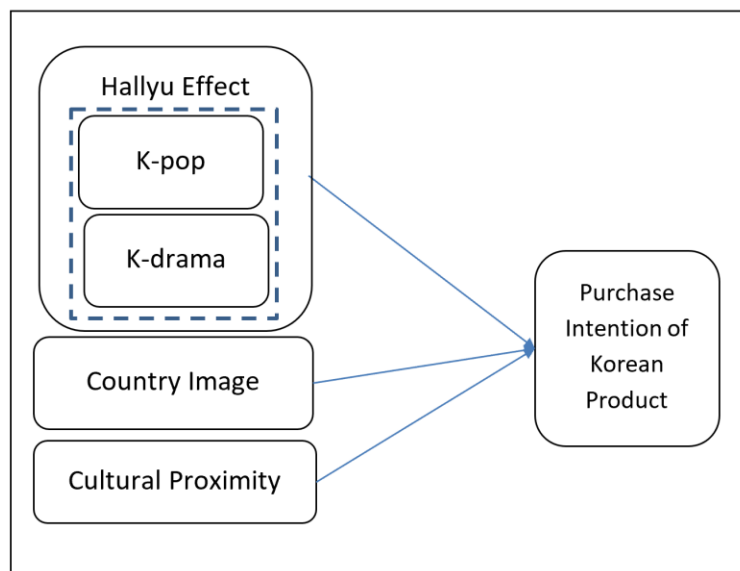 Hallyu Effect
K-pop
K-drama
Country Image
Cultural Proximity
Purchase
Intention of
Korean
Product